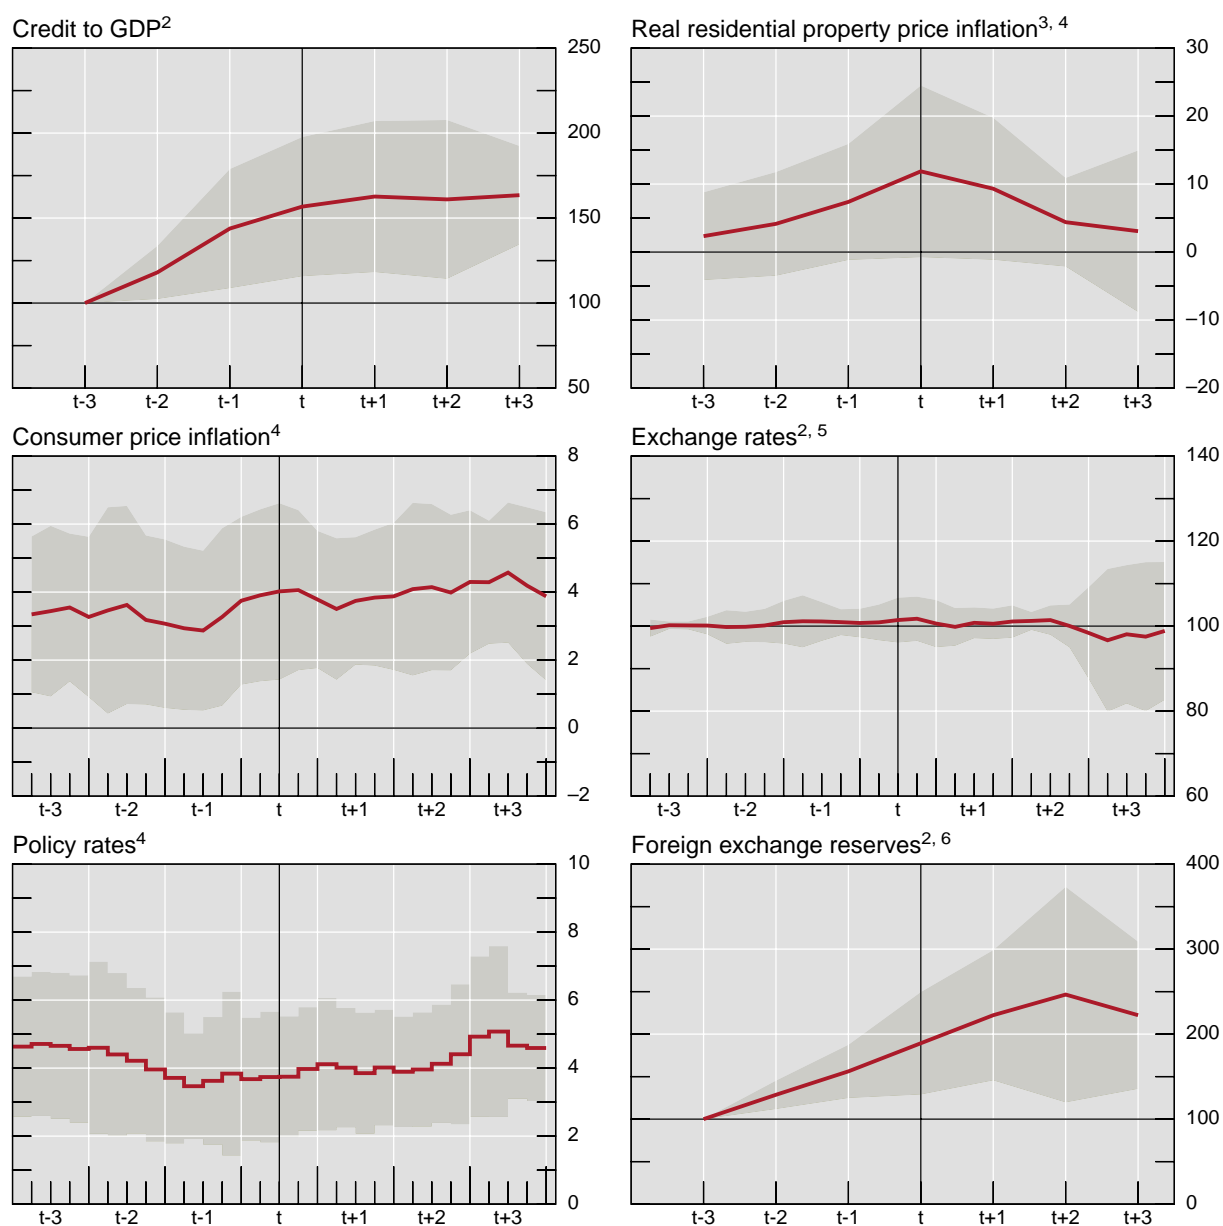 Credit to GDP2
250
200
150
100
50
t-3 t-2 t-1 t t+1 t+2 t+3
Real residential property price inflation3, 4
30
20
10
0
–10
–20
t-3 t-2 t-1 t t+1 t+2 t+3
Consumer price inflation4
8
6
4
2
0
–2
t-3 t-2 t-1 t t+1 t+2 t+3
Exchange rates2, 5
140
120
100
80
60
t-3 t-2 t-1 t t+1 t+2 t+3
Policy rates4
10
8
6
4
2
0
t-3 t-2 t-1 t t+1 t+2 t+3
Foreign exchange reserves2, 6
400
300
200
100
0
t-3 t-2 t-1 t t+1 t+2 t+3